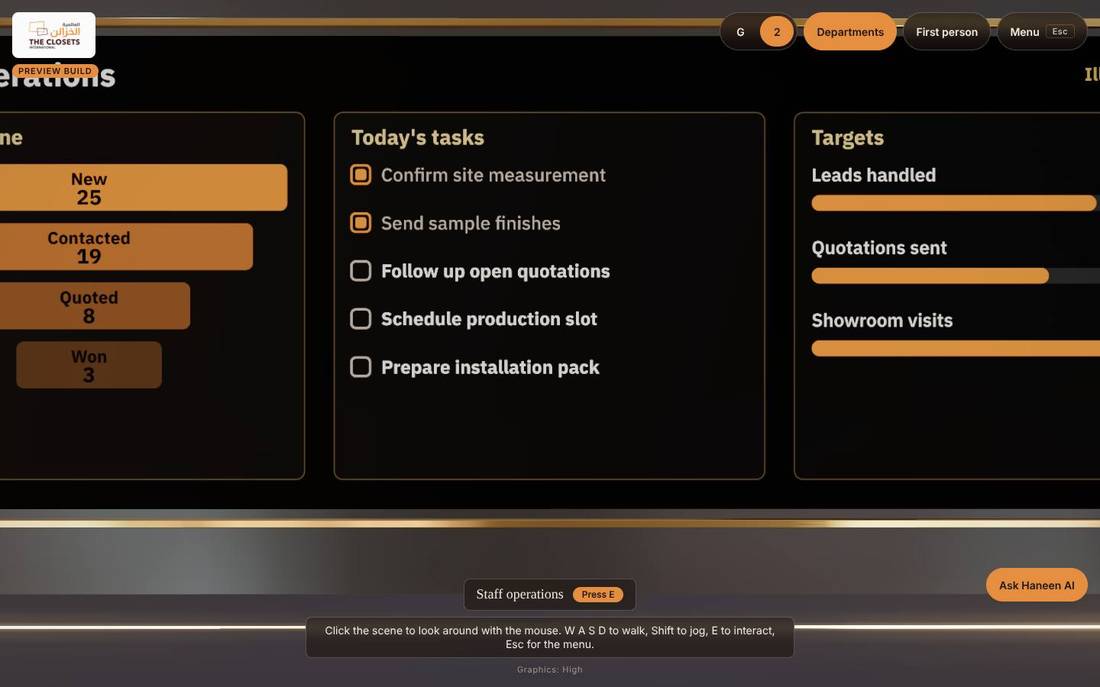 العالمية
الخزائن
THE CLOSETS
INTERNATIONAL
PREVIEW BUILD
G
2
Departments
First person
Menu Esc
erations
Ill
ne
New
25
Contacted
19
Quoted
8
Won
3
Today's tasks
Confirm site measurement
Send sample finishes
Follow up open quotations
Schedule production slot
Prepare installation pack
Targets
Leads handled
Quotations sent
Showroom visits
Ask Haneen AI
Staff operations Press E
Click the scene to look around with the mouse. W A S D to walk, Shift to jog, E to interact,
Esc for the menu.
Graphics: High